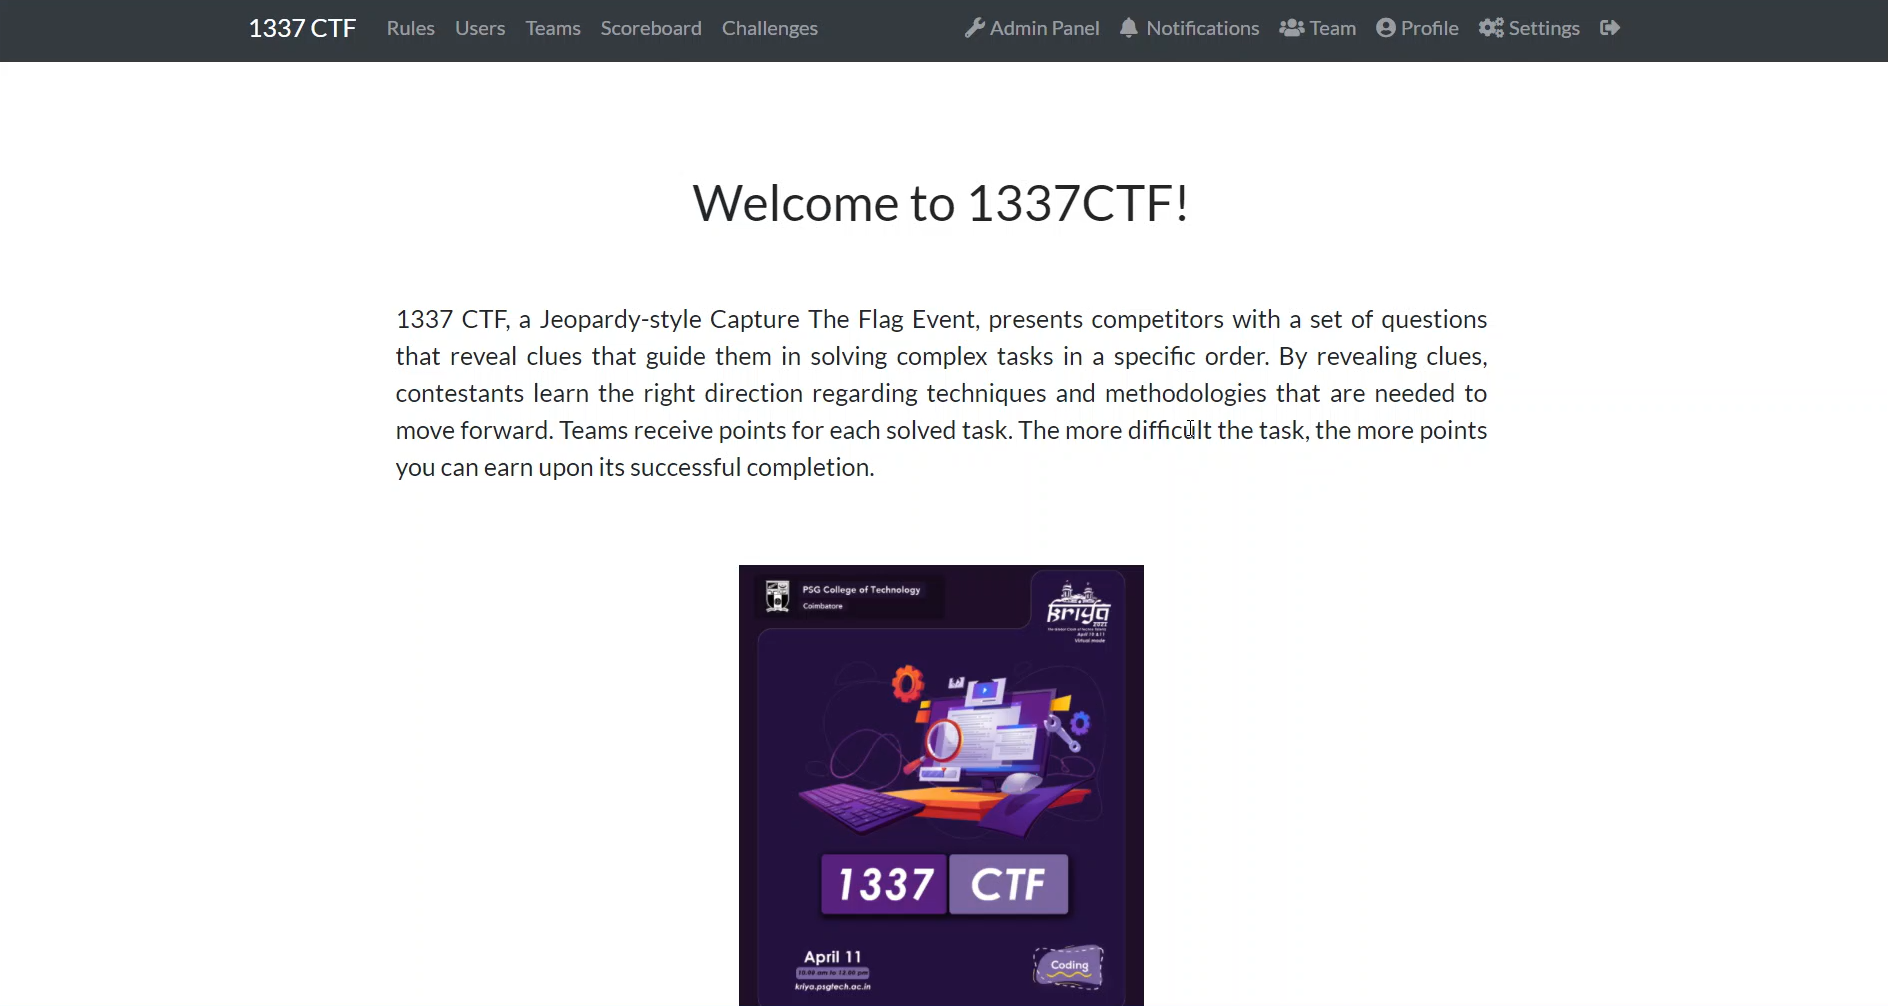 1337 CTF Rules Users Teams Scoreboard Challenges Admin Panel Notifications Team Profile Settings
Welcome to 1337CTF!
1337 CTF, a Jeopardy-style Capture The Flag Event, presents competitors with a set of questions
that reveal clues that guide them in solving complex tasks in a specific order. By revealing clues,
contestants learn the right direction regarding techniques and methodologies that are needed to
move forward. Teams receive points for each solved task. The more difficult the task, the more points
you can earn upon its successful completion.
PSG College of Technology
Coimbatore
Kriya
2021
April 10 & 11
Virtual mode
1337 CTF
April 11
10.00 am to 12.00 pm
kriya.psgtech.ac.in
Coding